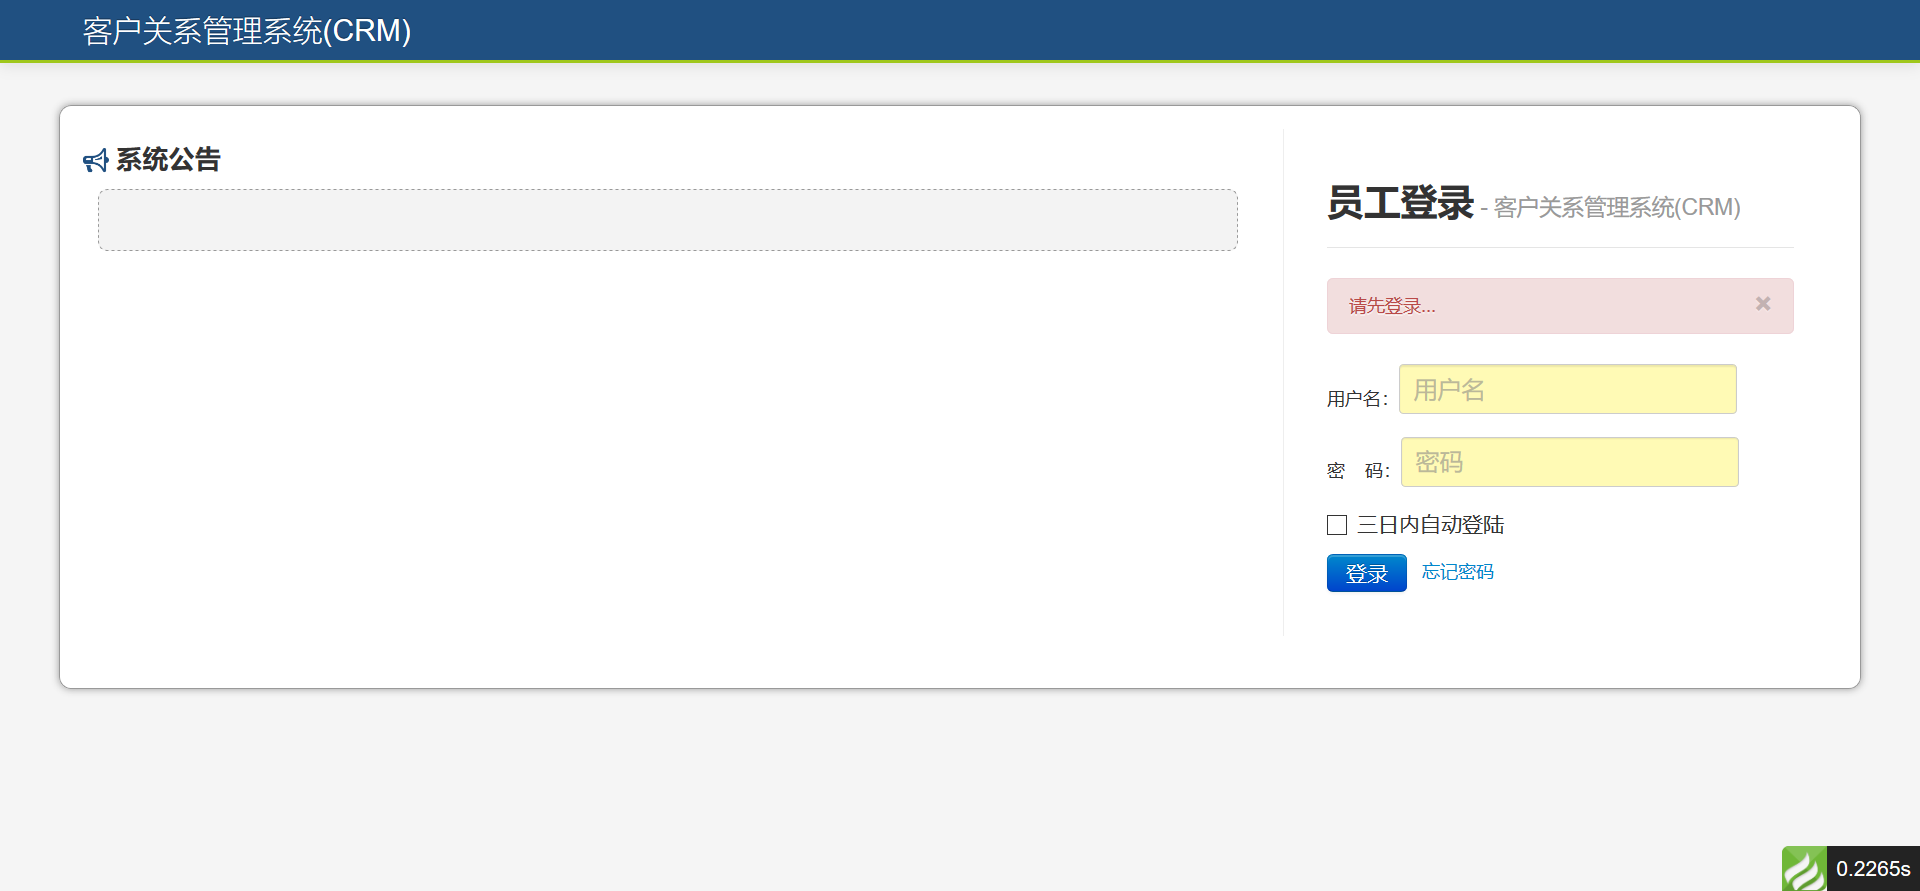 客户关系管理系统(CRM)
系统公告
员工登录 - 客户关系管理系统(CRM)
请先登录...
×
用户名： 用户名
密 码： 密码
三日内自动登陆
登录 忘记密码
0.2265s